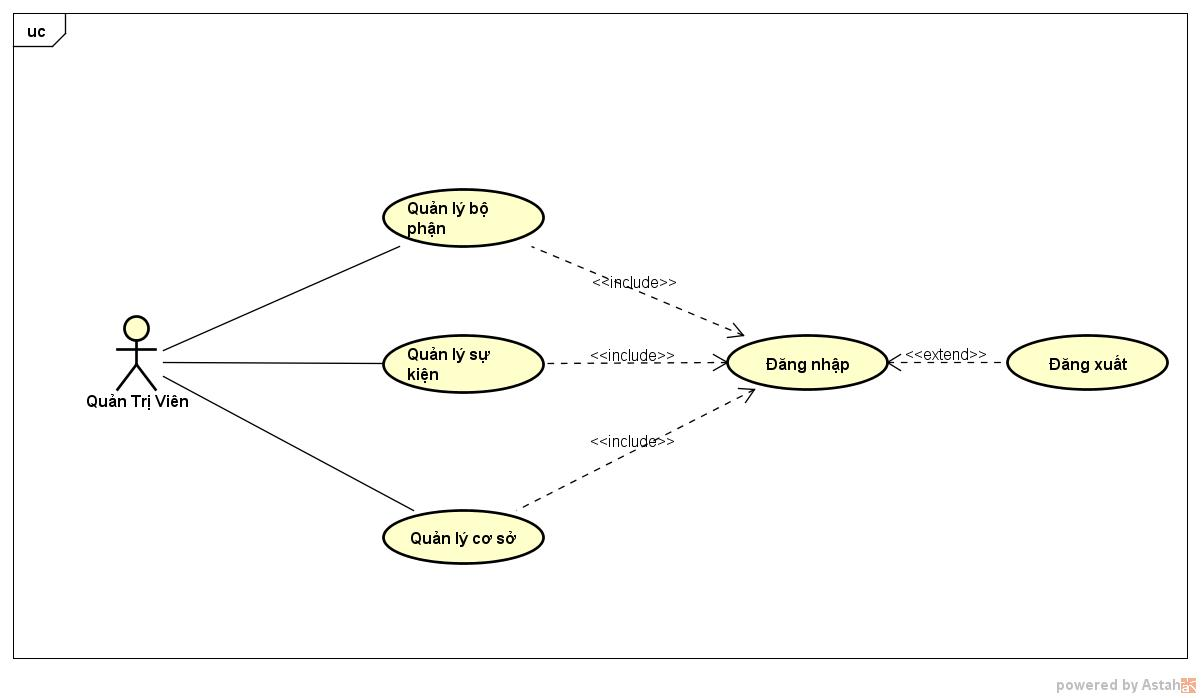 uc
Quản lý bộ
phận
<<include>>
Quản lý sự
kiện
<<include>>
Đăng nhập
<<extend>>
Đăng xuất
Quản Trị Viên
<<include>>
Quản lý cơ sở
powered by Astah